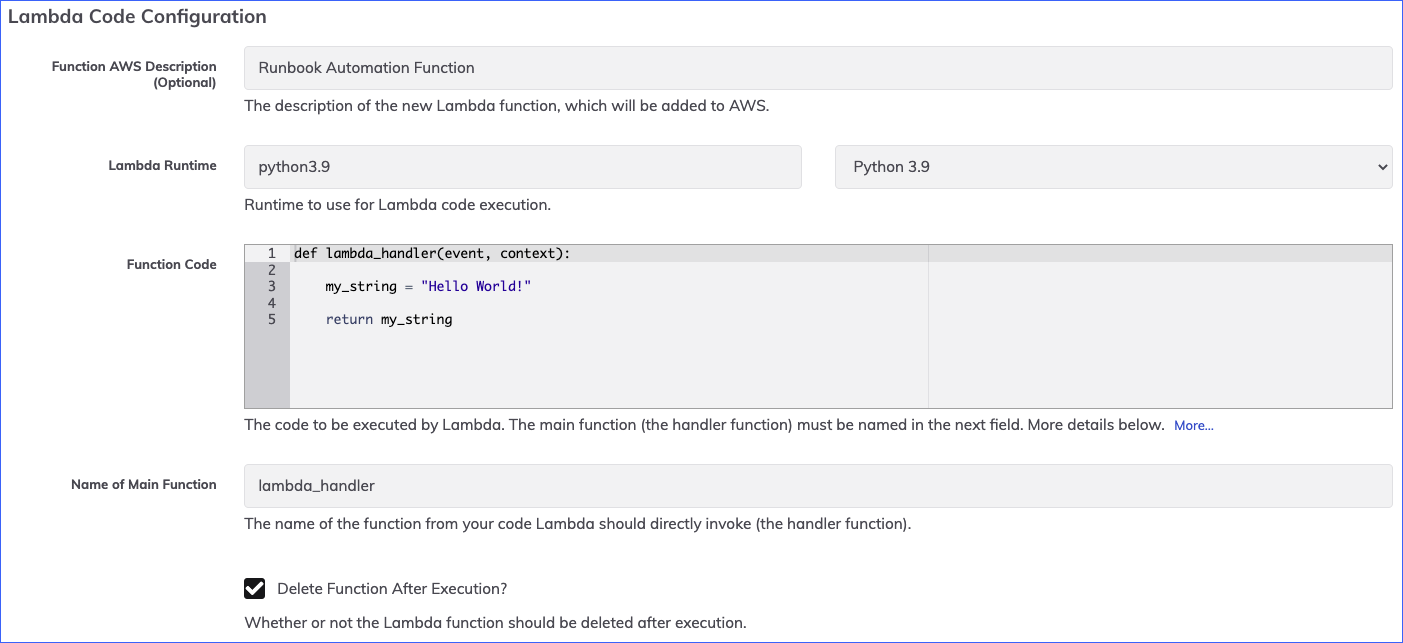 Lambda Code Configuration
Function AWS Description
(Optional)
Runbook Automation Function
The description of the new Lambda function, which will be added to AWS.
Lambda Runtime
python3.9
Python 3.9
Runtime to use for Lambda code execution.
Function Code
1 def lambda_handler(event, context):
2
3     my_string = "Hello World!"
4
5     return my_string
The code to be executed by Lambda. The main function (the handler function) must be named in the next field. More details below. More...
Name of Main Function
lambda_handler
The name of the function from your code Lambda should directly invoke (the handler function).
Delete Function After Execution?
Whether or not the Lambda function should be deleted after execution.